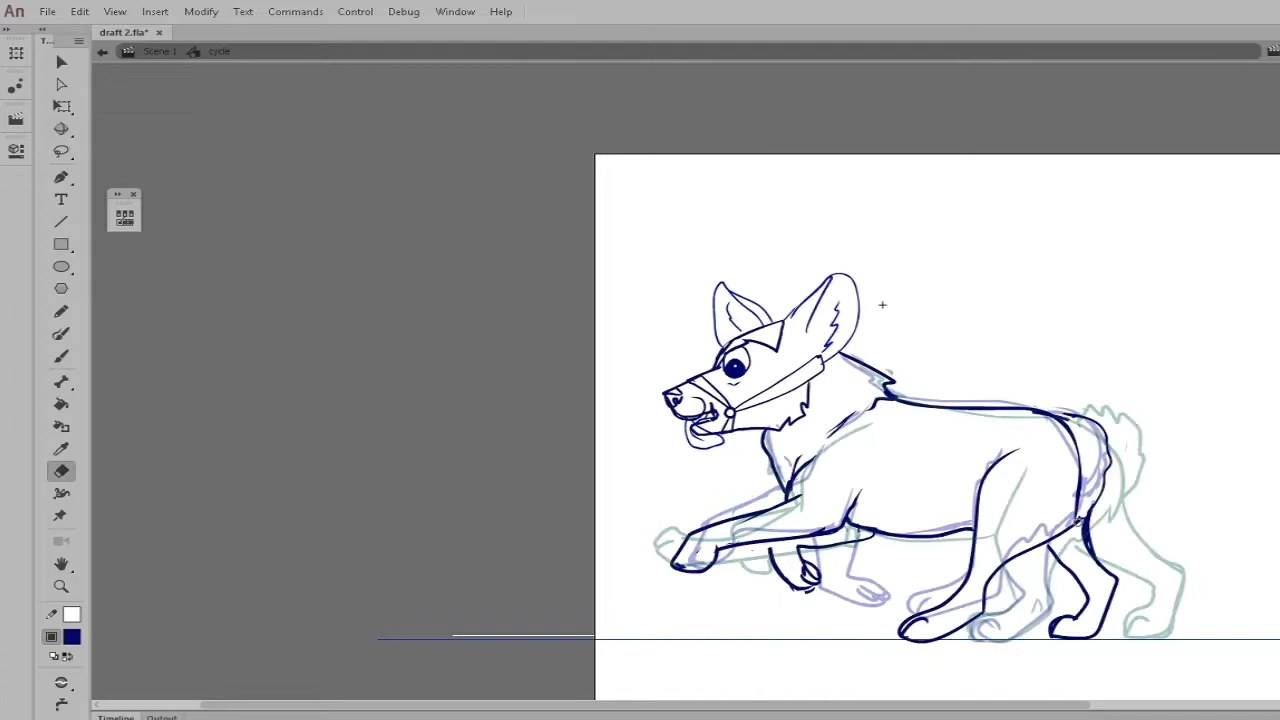 An File Edit View Insert Modify Text Commands Control Debug Window Help
draft 2.fla*
T...
Scene 1 cycle
Timeline Output